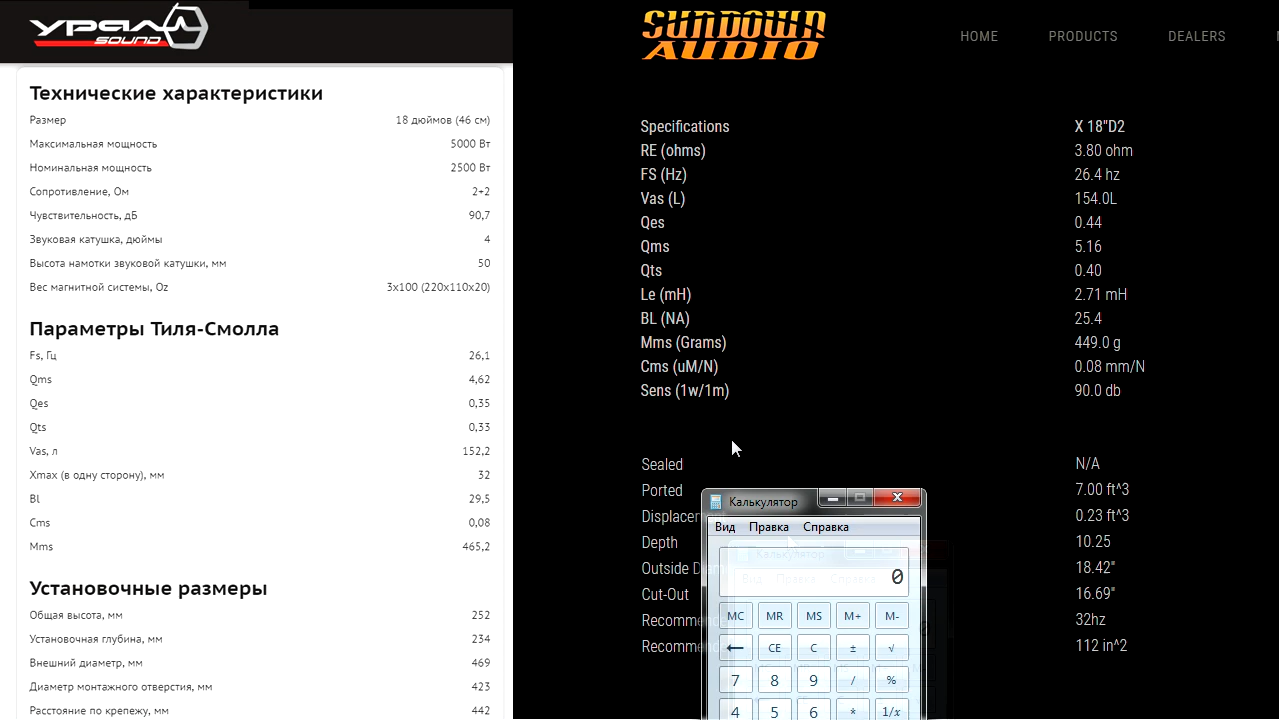 УРАЛ
SOUND
Технические характеристики
Размер 18 дюймов (46 см)
Максимальная мощность 5000 Вт
Номинальная мощность 2500 Вт
Сопротивление, Ом 2+2
Чувствительность, дБ 90,7
Звуковая катушка, дюймы 4
Высота намотки звуковой катушки, мм 50
Вес магнитной системы, Oz 3x100 (220x110x20)
Параметры Тиля-Смолла
Fs, Гц 26,1
Qms 4,62
Qes 0,35
Qts 0,33
Vas, л 152,2
Xmax (в одну сторону), мм 32
Bl 29,5
Cms 0,08
Mms 465,2
Установочные размеры
Общая высота, мм 252
Установочная глубина, мм 234
Внешний диаметр, мм 469
Диаметр монтажного отверстия, мм 423
Расстояние по крепежу, мм 442
SUNDOWN
AUDIO
HOME PRODUCTS DEALERS
Specifications X 18"D2
RE (ohms) 3.80 ohm
FS (Hz) 26.4 hz
Vas (L) 154.0L
Qes 0.44
Qms 5.16
Qts 0.40
Le (mH) 2.71 mH
BL (NA) 25.4
Mms (Grams) 449.0 g
Cms (uM/N) 0.08 mm/N
Sens (1w/1m) 90.0 db
Sealed N/A
Ported 7.00 ft^3
Displacem 0.23 ft^3
Depth 10.25
Outside Diam 18.42"
Cut-Out 16.69"
Recomme 32hz
Recomme 112 in^2
Калькулятор
Вид Правка Справка
0
MC MR MS M+ M-
← CE C ± √
7 8 9 / %
4 5 6 * 1/x
Калькулятор
Вид Правка Справка
0